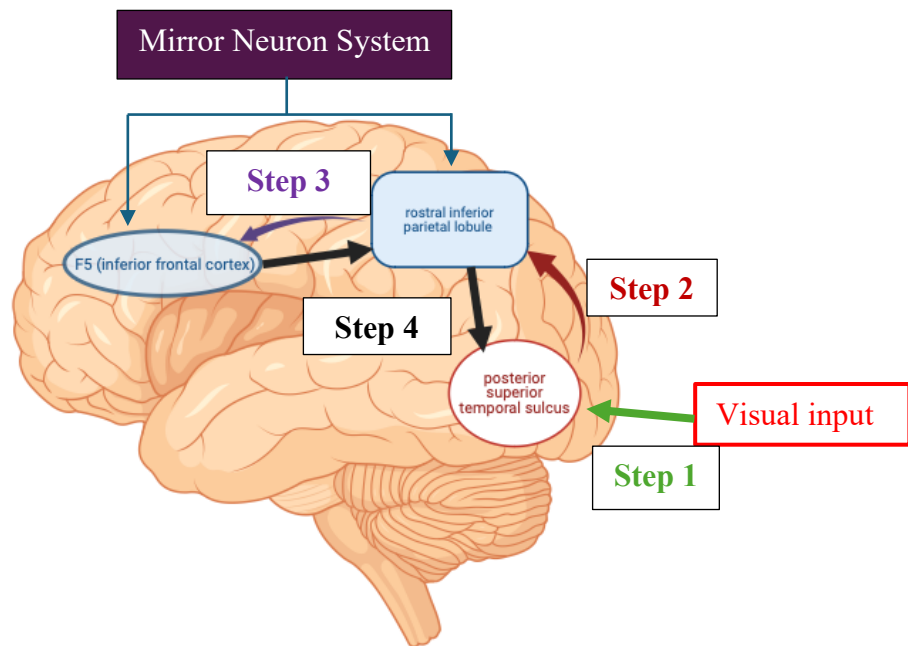 Mirror Neuron System
Step 3
rostral inferior
parietal lobule
F5 (inferior frontal cortex)
Step 2
Step 4
posterior
superior
temporal sulcus
Visual input
Step 1